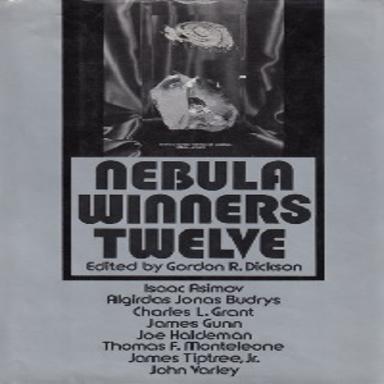 NEBULA
WINNERS
TWELVE
Edited by Gordon R. Dickson
Isaac Asimov
Algirdas Jonas Budrys
Charles L. Grant
James Gunn
Joe Haldeman
Thomas F. Monteleone
James Tiptree, Jr.
John Varley